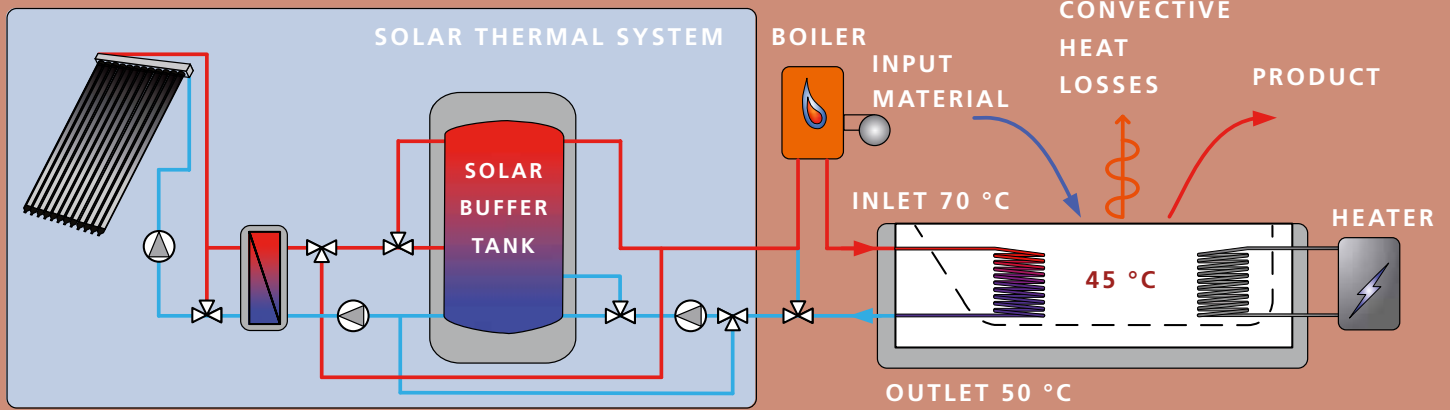 SOLAR THERMAL SYSTEM
SOLAR
BUFFER
TANK
BOILER
INPUT
MATERIAL
CONVECTIVE
HEAT
LOSSES
PRODUCT
INLET 70 °C
HEATER
45 °C
OUTLET 50 °C